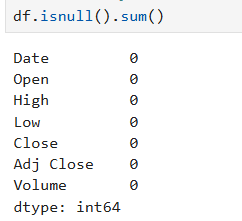 df.isnull().sum()
Date 0
Open 0
High 0
Low 0
Close 0
Adj Close 0
Volume 0
dtype: int64